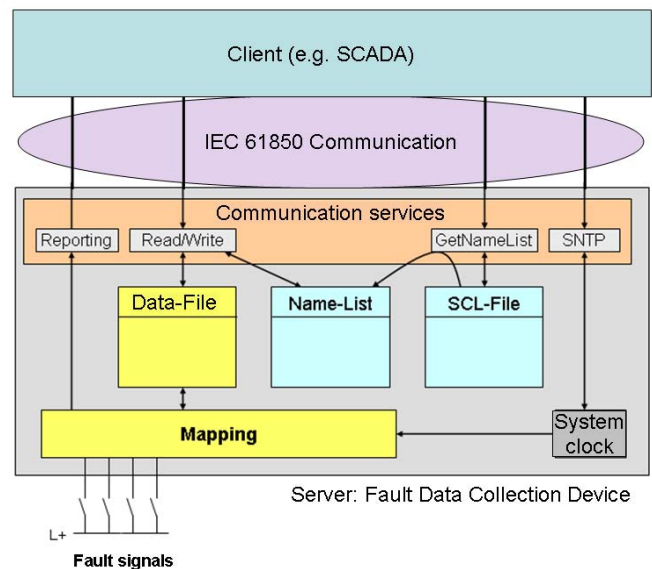 Client (e.g. SCADA)
IEC 61850 Communication
Communication services
Reporting
Read/Write
GetNameList
SNTP
Data-File
Name-List
SCL-File
Mapping
System
clock
Server: Fault Data Collection Device
L+
Fault signals